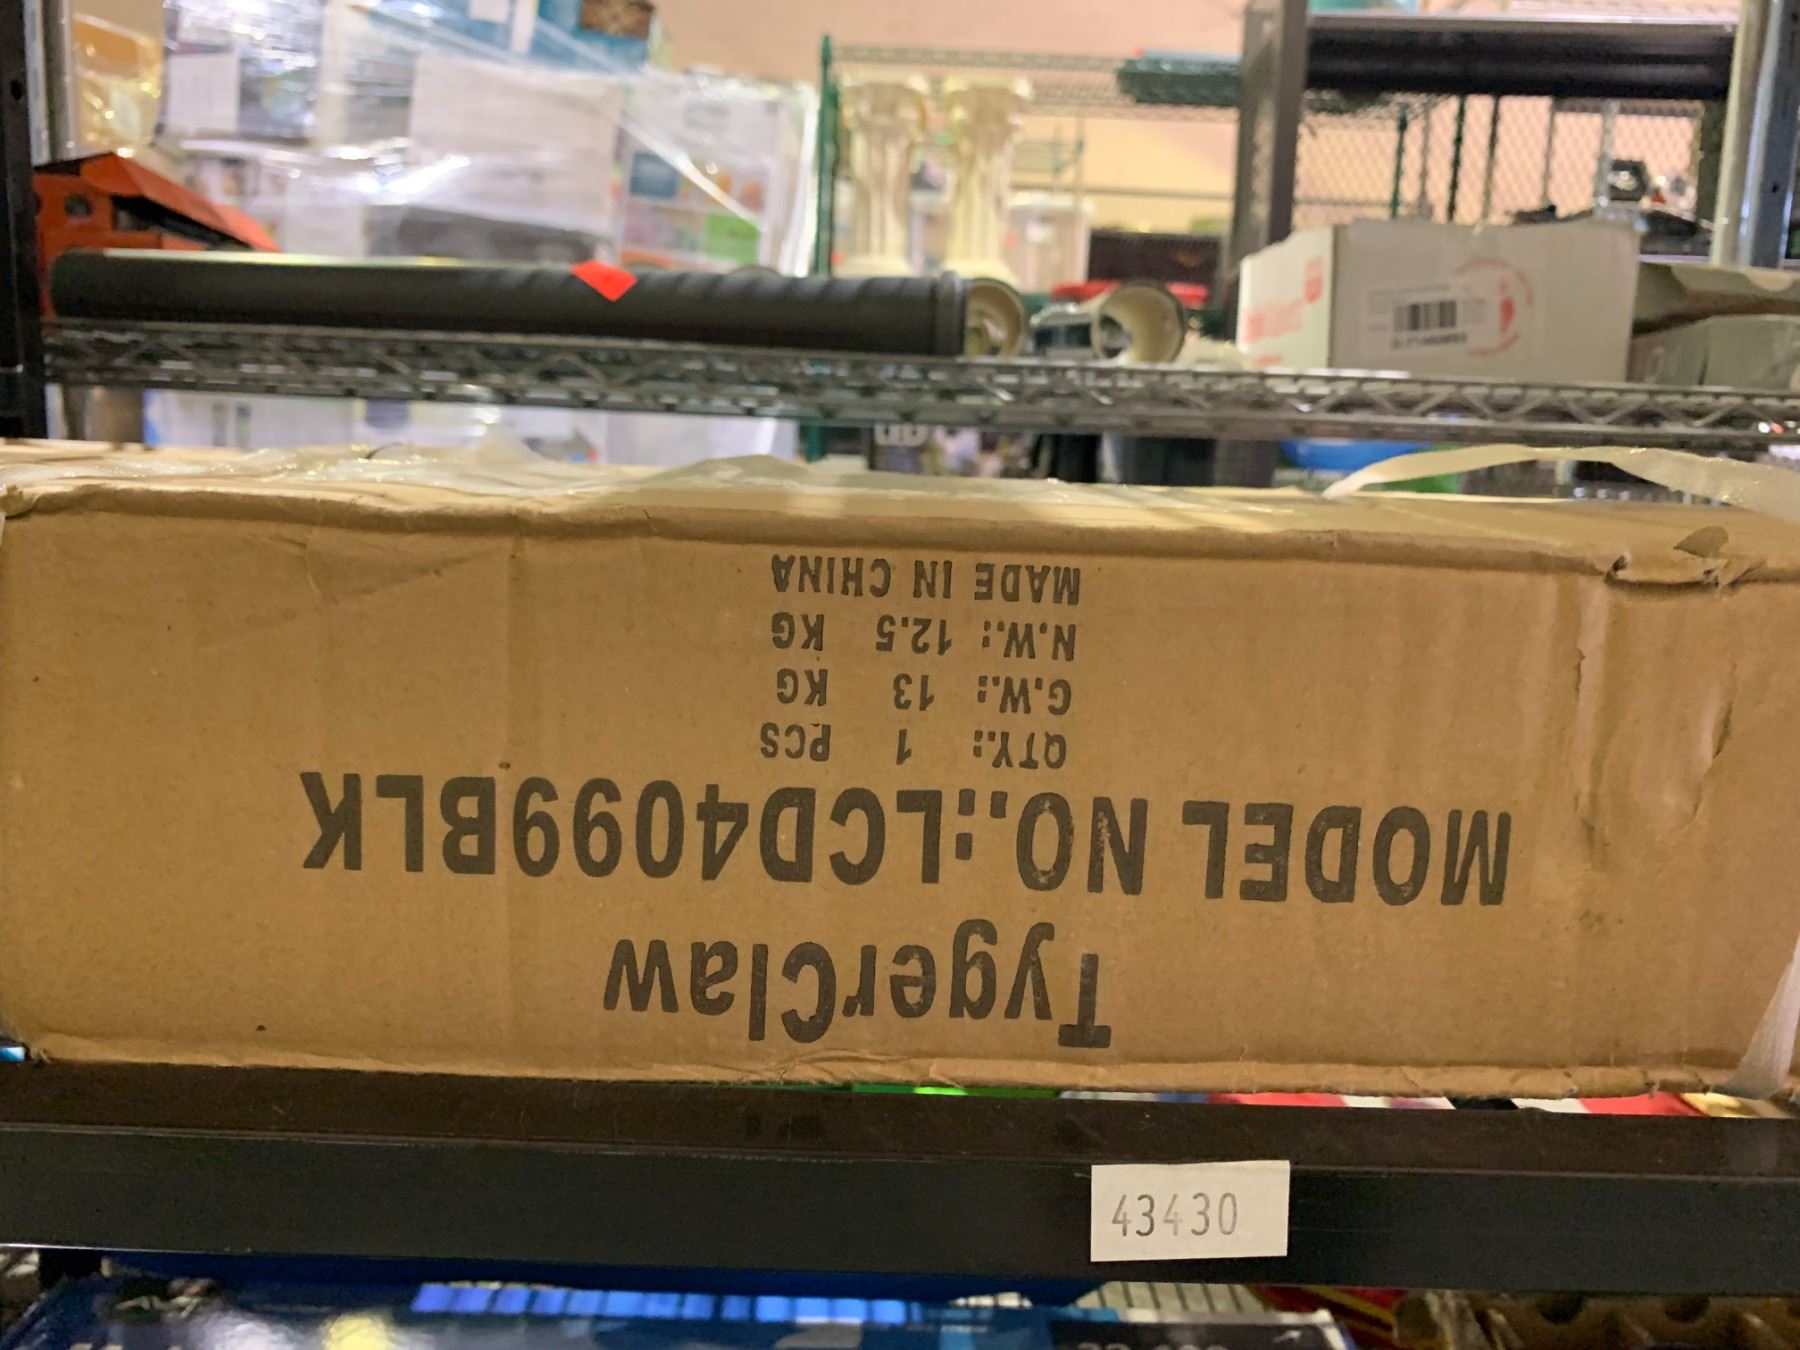 TygerClaw
MODEL NO.:LCD4099BLK
QTY.: 1 PCS
G.W.: 13 KG
N.W.: 12.5 KG
MADE IN CHINA
43430